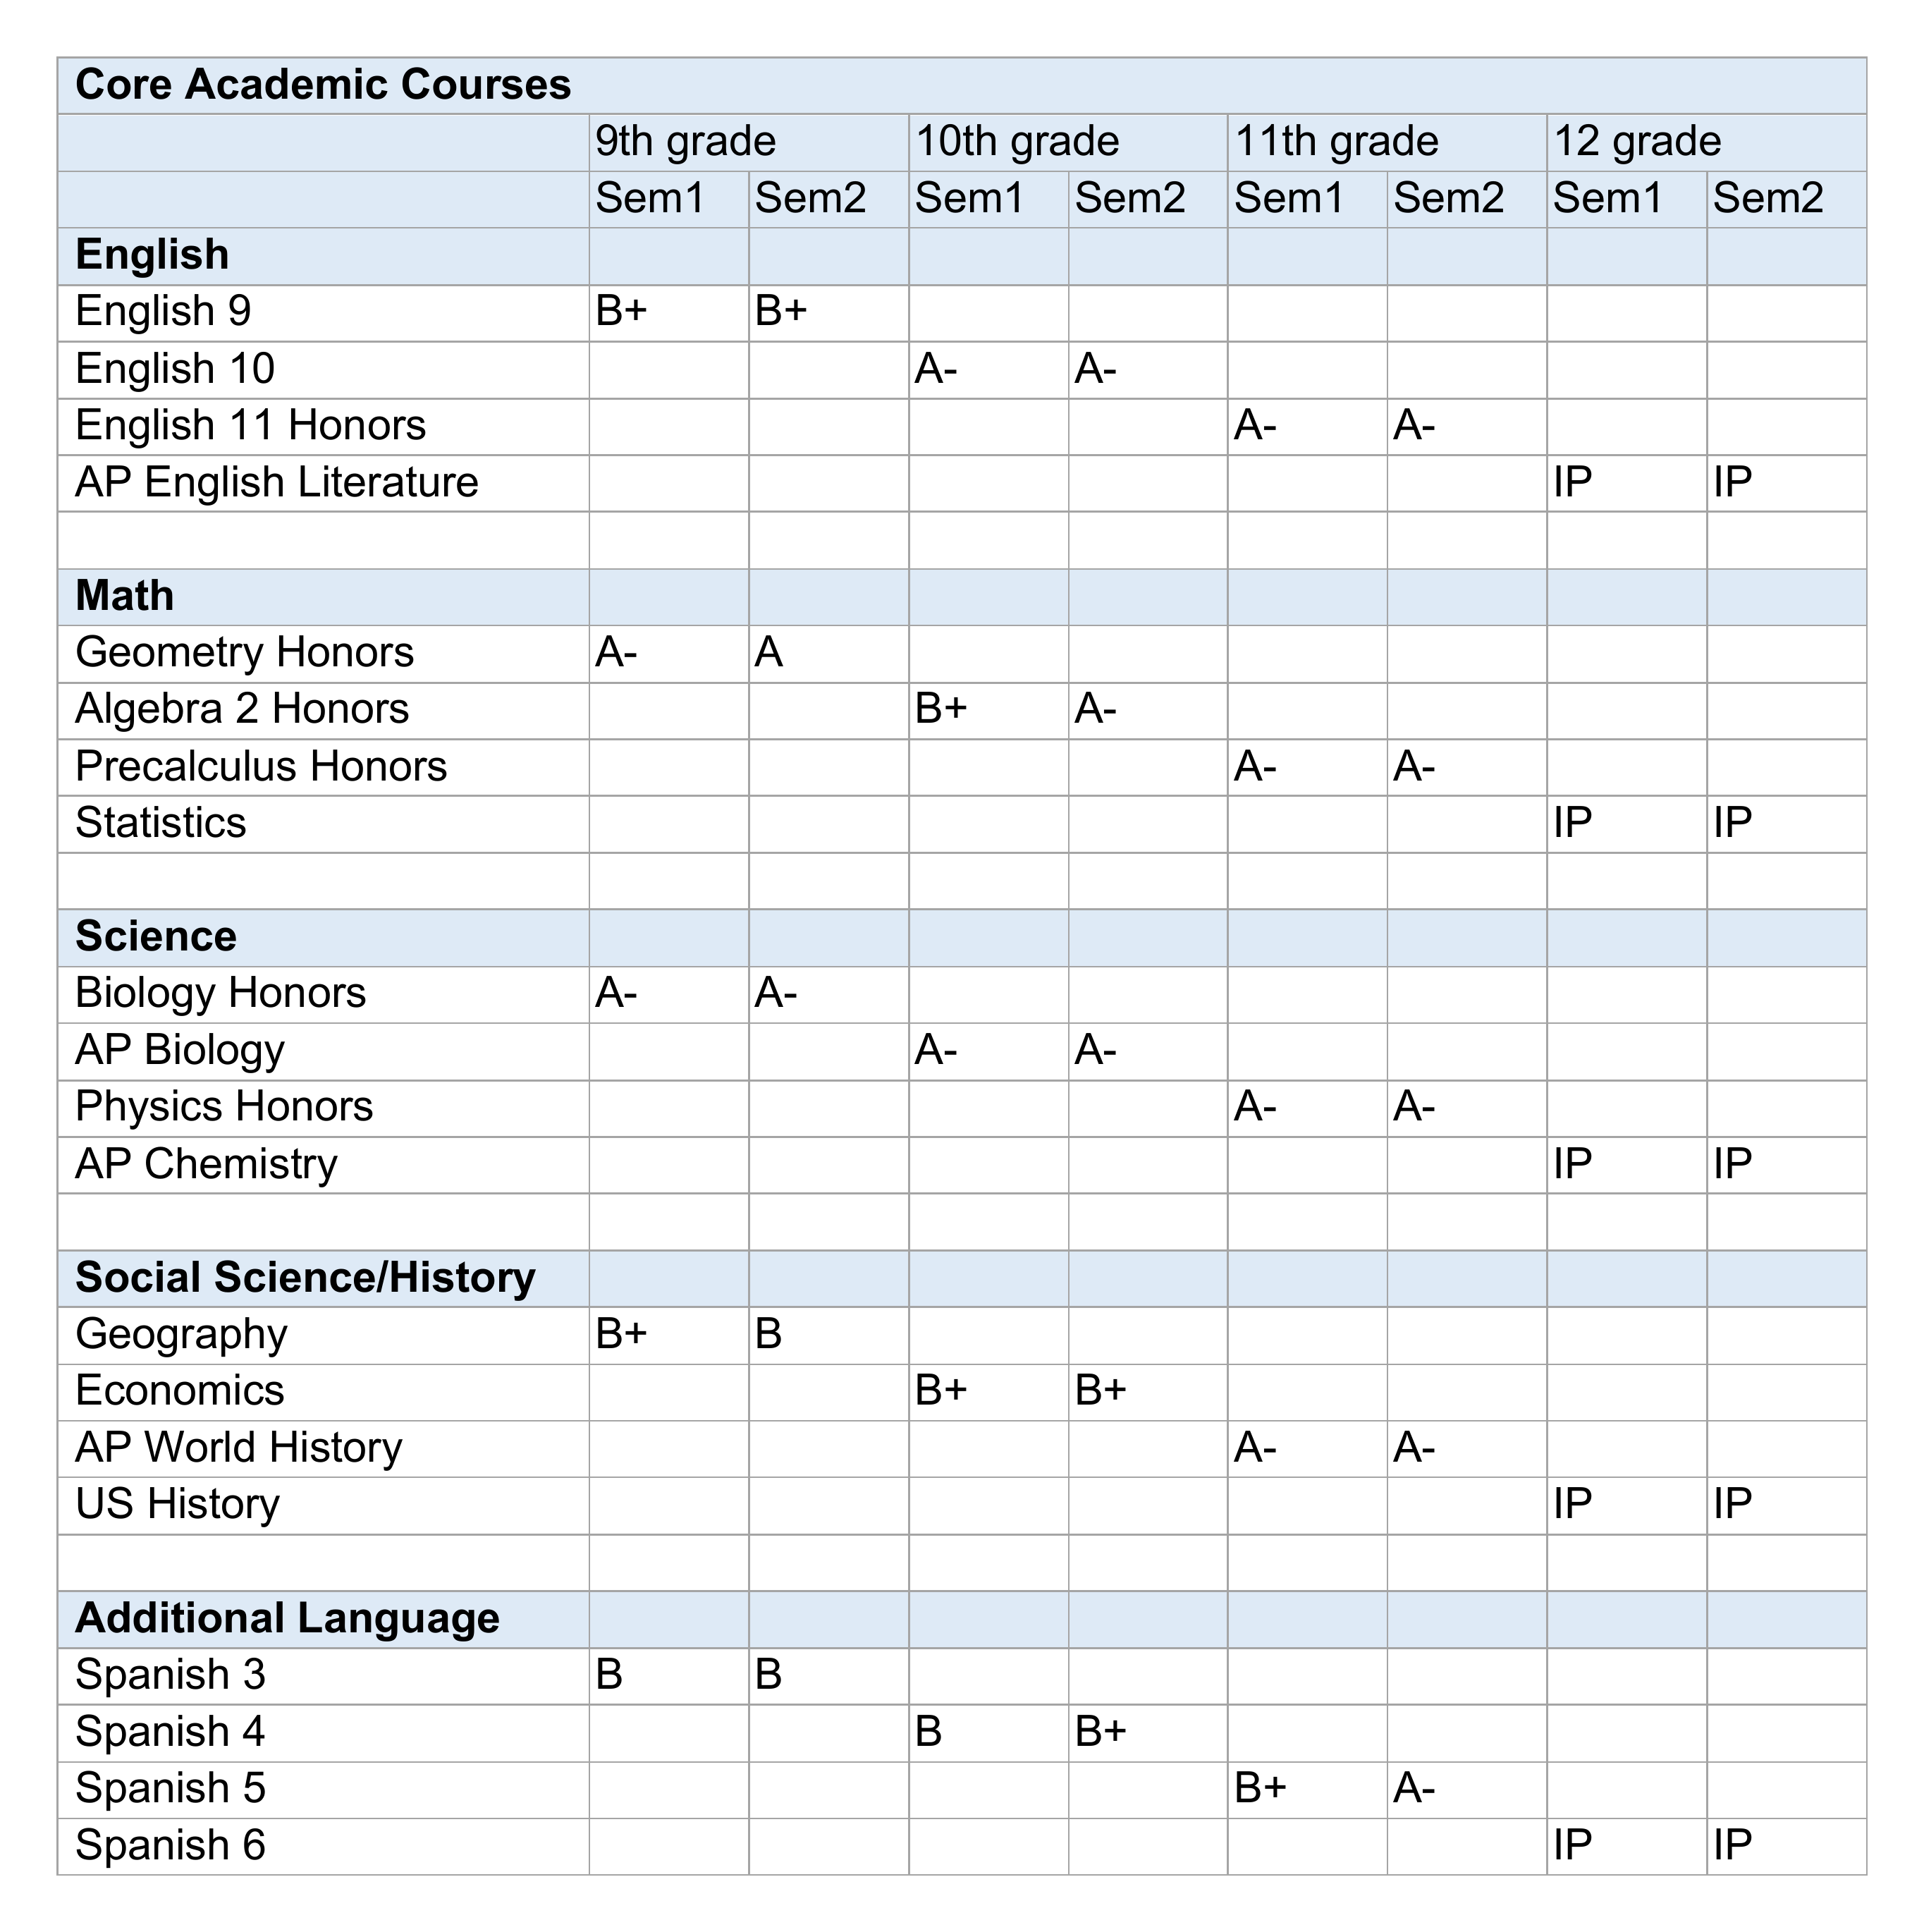 Core Academic Courses
9th grade 10th grade 11th grade 12 grade
Sem1 Sem2 Sem1 Sem2 Sem1 Sem2 Sem1 Sem2
English
English 9 B+ B+
English 10 A- A-
English 11 Honors A- A-
AP English Literature IP IP
Math
Geometry Honors A- A
Algebra 2 Honors B+ A-
Precalculus Honors A- A-
Statistics IP IP
Science
Biology Honors A- A-
AP Biology A- A-
Physics Honors A- A-
AP Chemistry IP IP
Social Science/History
Geography B+ B
Economics B+ B+
AP World History A- A-
US History IP IP
Additional Language
Spanish 3 B B
Spanish 4 B B+
Spanish 5 B+ A-
Spanish 6 IP IP